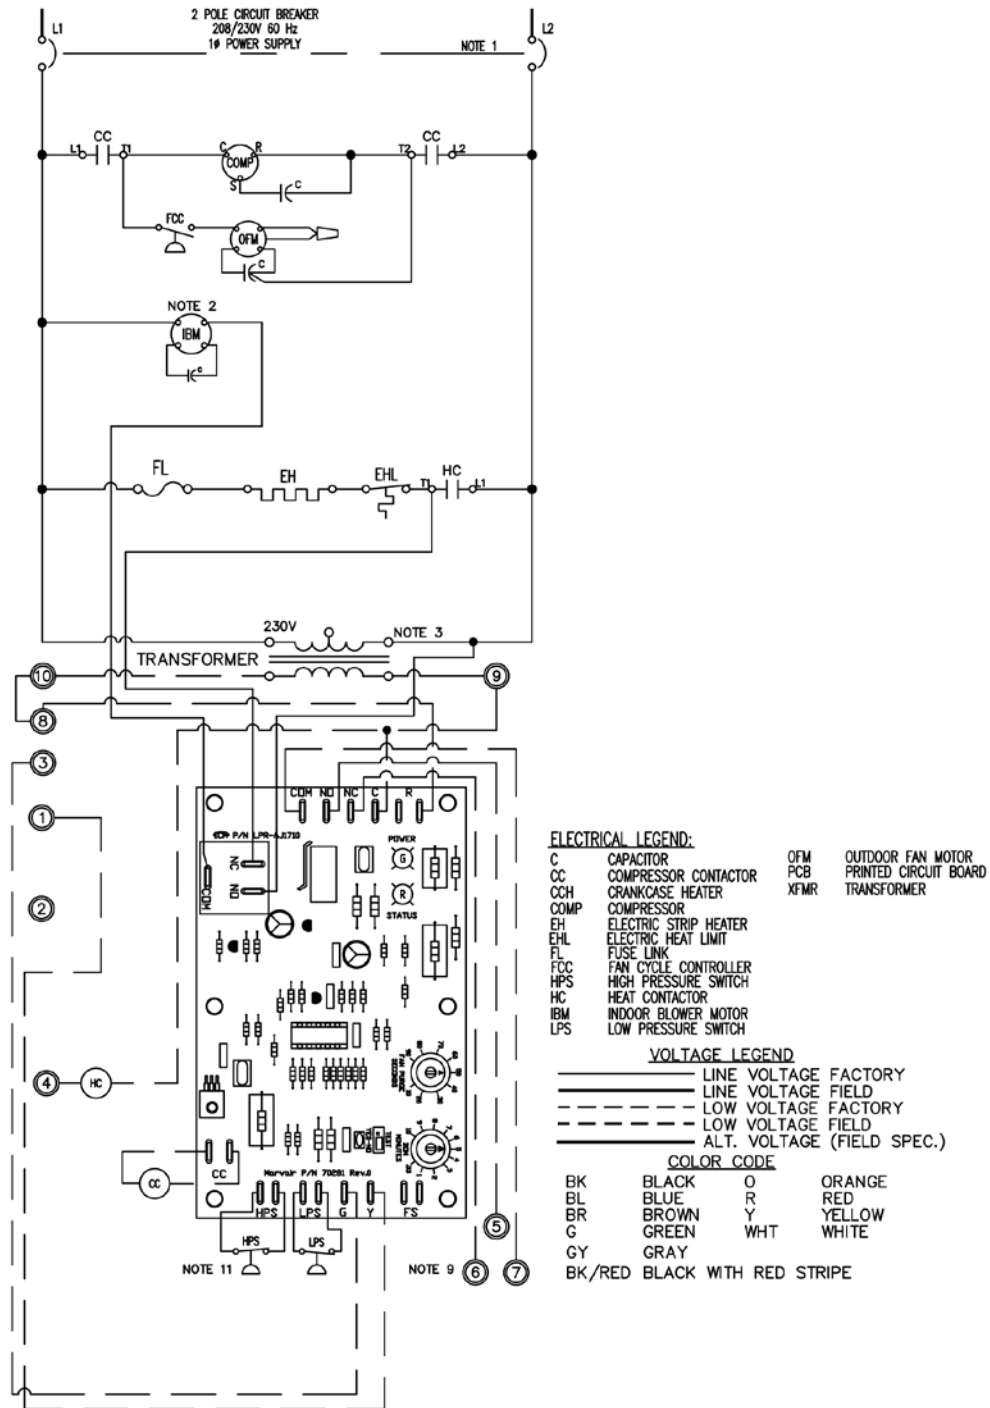 L1
2 POLE CIRCUIT BREAKER
208/230V 60 Hz
1ø POWER SUPPLY
NOTE 1
L2
L1 CC T1
C COMP R
S
C
T2 CC L2
FCC
OFM
C
NOTE 2
IBM
C
FL
EH
EHL
T1 HC L1
230V
NOTE 3
TRANSFORMER
10
9
8
3
1
2
4
HC
COM NO NC C R
P/N LPR-AJ1710
NC
NO
COM
POWER
G
R
STATUS
FAN PURGE
SECONDS
MINUTES
TEST
CC
CC
Marvair P/N 70281 Rev.0
HPS LPS G Y FS
HPS
LPS
NOTE 11
NOTE 9
5
6
7
ELECTRICAL LEGEND:
C CAPACITOR
CC COMPRESSOR CONTACTOR
CCH CRANKCASE HEATER
COMP COMPRESSOR
EH ELECTRIC STRIP HEATER
EHL ELECTRIC HEAT LIMIT
FL FUSE LINK
FCC FAN CYCLE CONTROLLER
HPS HIGH PRESSURE SWITCH
HC HEAT CONTACTOR
IBM INDOOR BLOWER MOTOR
LPS LOW PRESSURE SWITCH
OFM OUTDOOR FAN MOTOR
PCB PRINTED CIRCUIT BOARD
XFMR TRANSFORMER
VOLTAGE LEGEND
LINE VOLTAGE FACTORY
LINE VOLTAGE FIELD
LOW VOLTAGE FACTORY
LOW VOLTAGE FIELD
ALT. VOLTAGE (FIELD SPEC.)
COLOR CODE
BK BLACK O ORANGE
BL BLUE R RED
BR BROWN Y YELLOW
G GREEN WHT WHITE
GY GRAY
BK/RED BLACK WITH RED STRIPE